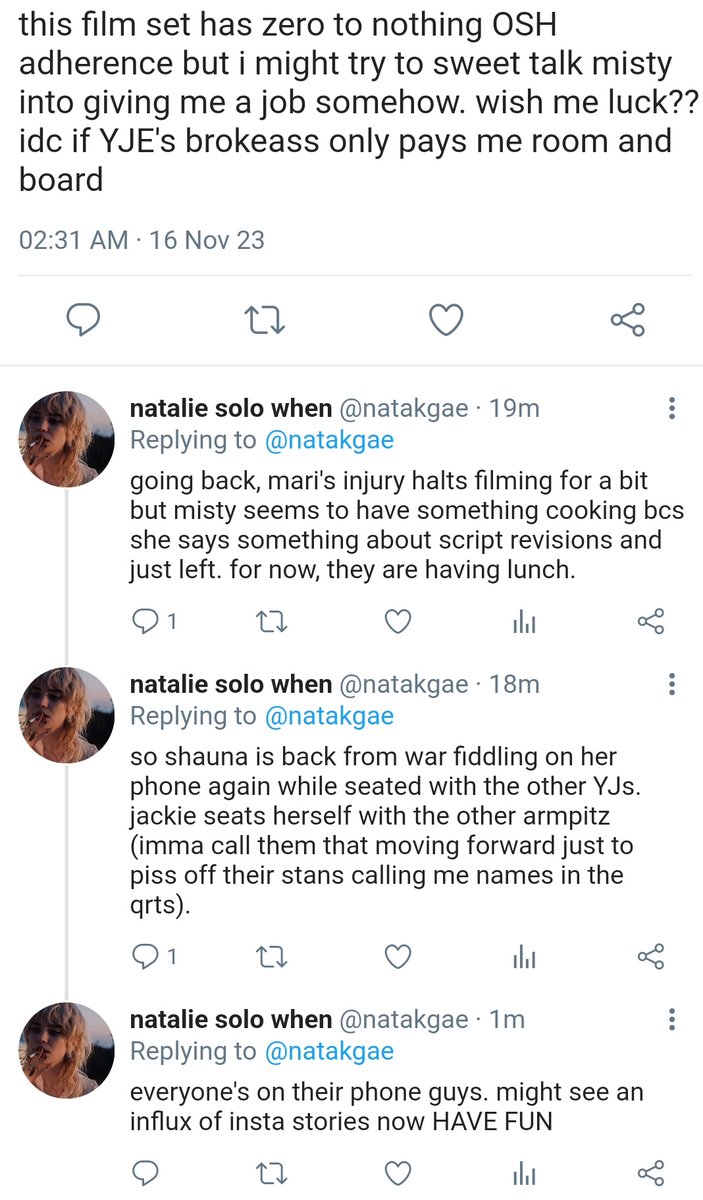 this film set has zero to nothing OSH
adherence but i might try to sweet talk misty
into giving me a job somehow. wish me luck??
idc if YJE's brokeass only pays me room and
board
02:31 AM · 16 Nov 23
natalie solo when @natakgae · 19m
Replying to @natakgae
going back, mari's injury halts filming for a bit
but misty seems to have something cooking bcs
she says something about script revisions and
just left. for now, they are having lunch.
1
natalie solo when @natakgae · 18m
Replying to @natakgae
so shauna is back from war fiddling on her
phone again while seated with the other YJs.
jackie seats herself with the other armpitz
(imma call them that moving forward just to
piss off their stans calling me names in the
qrts).
1
natalie solo when @natakgae · 1m
Replying to @natakgae
everyone's on their phone guys. might see an
influx of insta stories now HAVE FUN